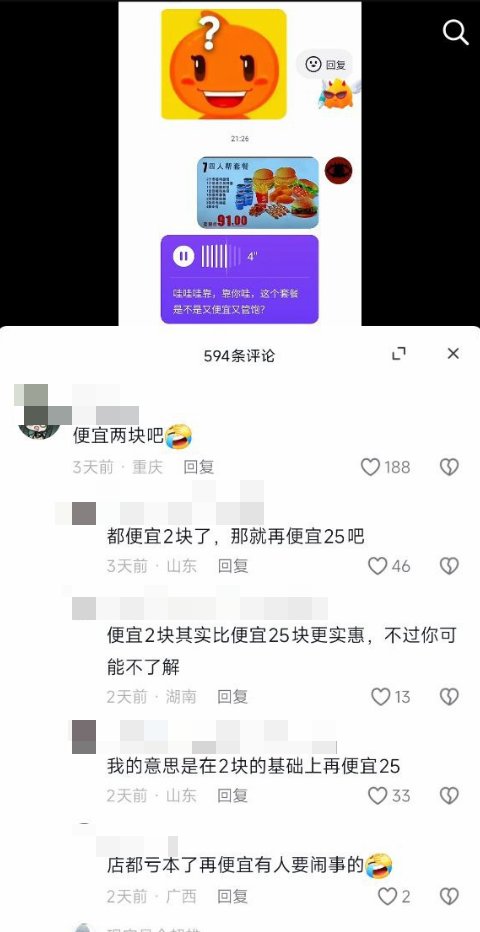 ?
回复
21:26
7四人帮套餐
91.00
4"
哇哇哇靠，靠你哇，这个套餐
是不是又便宜又管饱？
594条评论
便宜两块吧
3天前 · 重庆 回复 188
都便宜2块了，那就再便宜25吧
3天前 · 山东 回复 46
便宜2块其实比便宜25块更实惠，不过你可
能不了解
2天前 · 湖南 回复 13
我的意思是在2块的基础上再便宜25
2天前 · 山东 回复 33
店都亏本了再便宜有人要闹事的
2天前 · 广西 回复 2